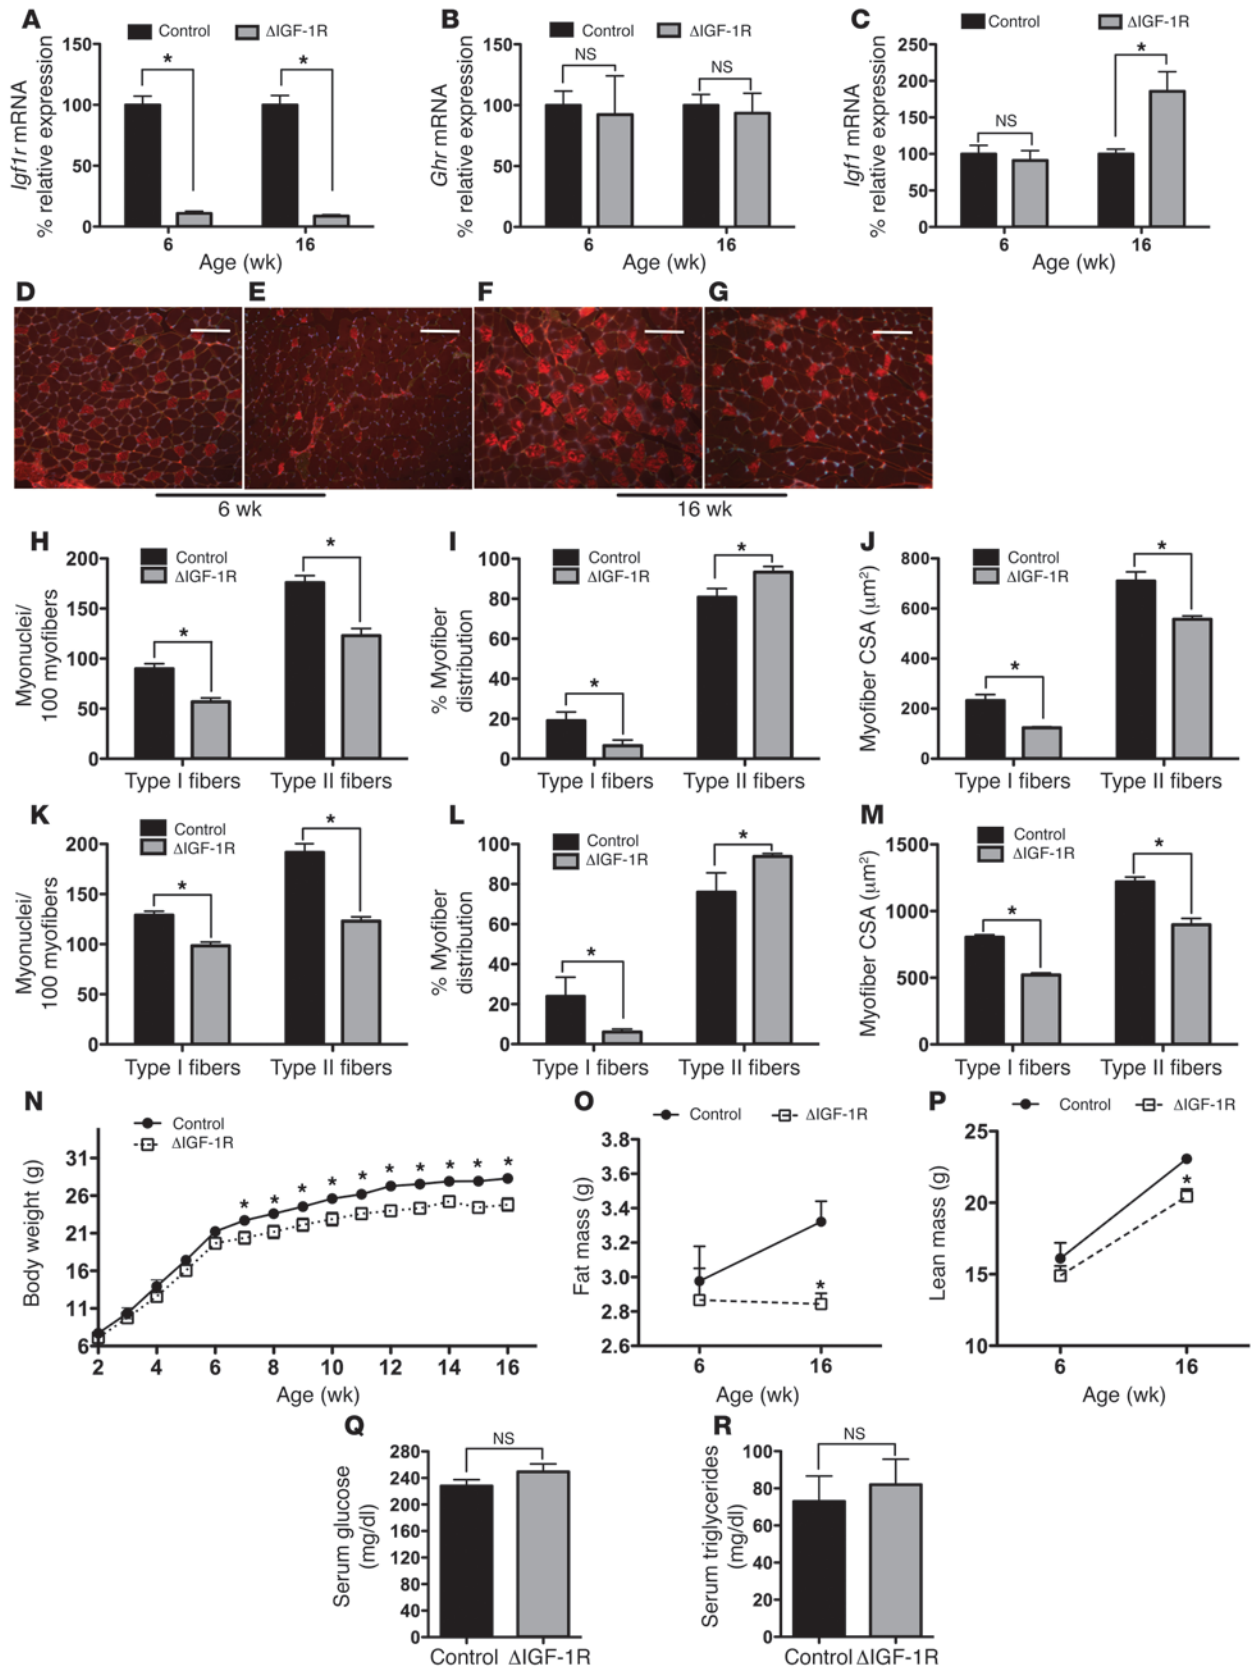 A
Control ΔIGF-1R
Igf1r mRNA
% relative expression
150
100
50
0
*
*
6 16
Age (wk)
B
Control ΔIGF-1R
Ghr mRNA
% relative expression
150
100
50
0
NS
NS
6 16
Age (wk)
C
Control ΔIGF-1R
Igf1 mRNA
% relative expression
250
200
150
100
50
0
NS
*
6 16
Age (wk)
D E F G
6 wk 16 wk
H
Control
ΔIGF-1R
Myonuclei/
100 myofibers
200
150
100
50
0
*
*
Type I fibers Type II fibers
I
Control
ΔIGF-1R
% Myofiber
distribution
100
80
60
40
20
0
*
*
Type I fibers Type II fibers
J
Control
ΔIGF-1R
Myofiber CSA (μm²)
800
600
400
200
0
*
*
Type I fibers Type II fibers
K
Control
ΔIGF-1R
Myonuclei/
100 myofibers
200
150
100
50
0
*
*
Type I fibers Type II fibers
L
Control
ΔIGF-1R
% Myofiber
distribution
100
80
60
40
20
0
*
*
Type I fibers Type II fibers
M
Control
ΔIGF-1R
Myofiber CSA (μm²)
1500
1000
500
0
*
*
Type I fibers Type II fibers
N
Control
ΔIGF-1R
Body weight (g)
31
26
21
16
11
6
* * * * * * * * * *
2 4 6 8 10 12 14 16
Age (wk)
O
Control ΔIGF-1R
Fat mass (g)
3.8
3.6
3.4
3.2
3.0
2.8
2.6
*
6 16
Age (wk)
P
Control ΔIGF-1R
Lean mass (g)
25
20
15
10
*
6 16
Age (wk)
Q
Serum glucose
(mg/dl)
280
240
200
160
120
80
40
0
NS
Control ΔIGF-1R
R
Serum triglycerides
(mg/dl)
100
80
60
40
20
0
NS
Control ΔIGF-1R